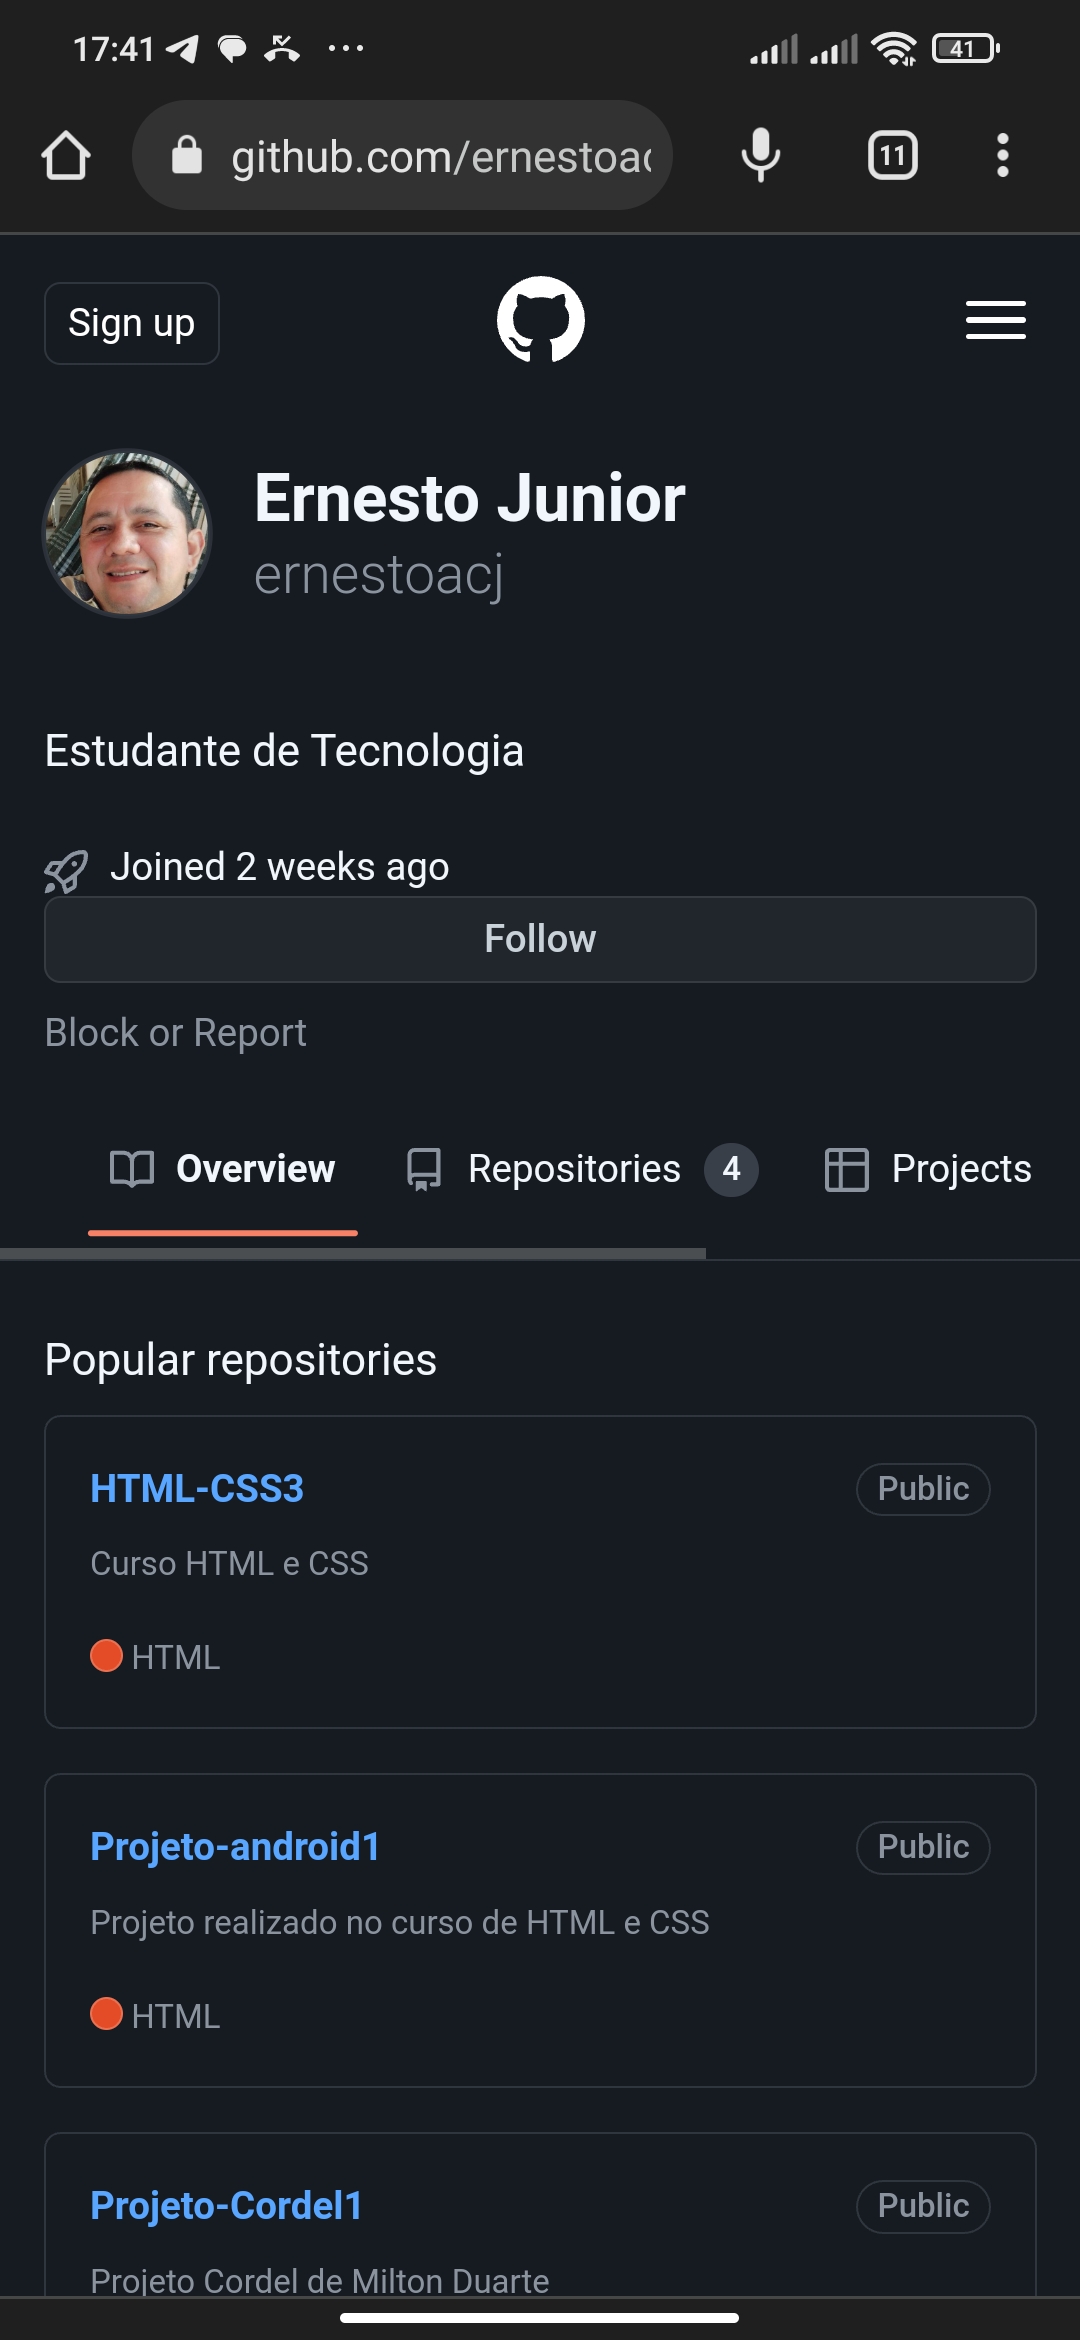 17:41
41
github.com/ernestoac
11
Sign up
Ernesto Junior
ernestoacj
Estudante de Tecnologia
Joined 2 weeks ago
Follow
Block or Report
Overview Repositories 4 Projects
Popular repositories
HTML-CSS3 Public
Curso HTML e CSS
HTML
Projeto-android1 Public
Projeto realizado no curso de HTML e CSS
HTML
Projeto-Cordel1 Public
Projeto Cordel de Milton Duarte